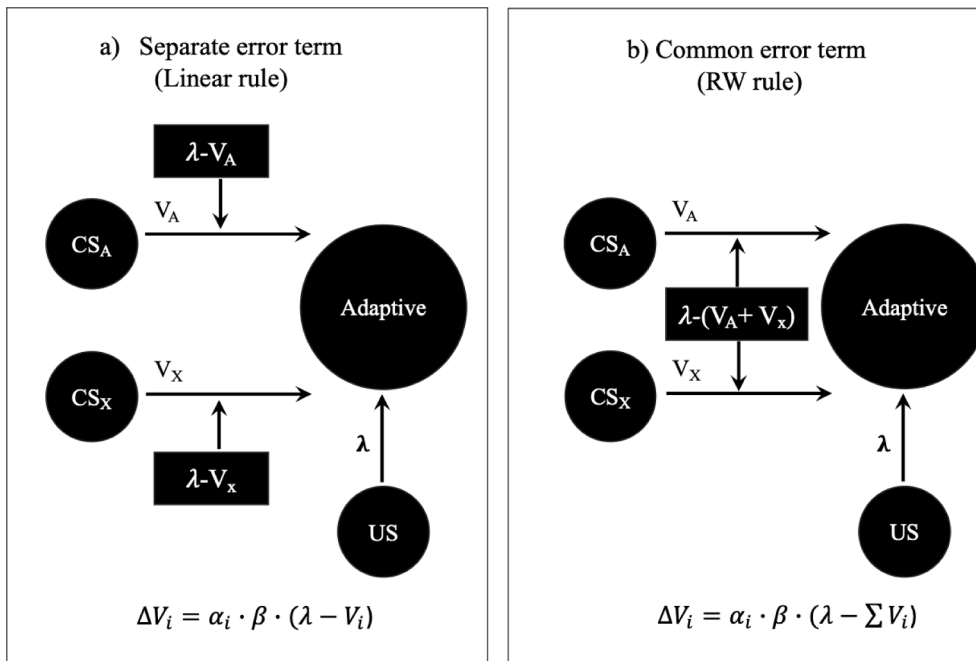 a) Separate error term
(Linear rule)
λ-V_A
V_A
CS_A
Adaptive
V_X
CS_X
λ
λ-V_x
US
ΔV_i = α_i · β · (λ − V_i)
b) Common error term
(RW rule)
V_A
CS_A
λ-(V_A+ V_x)
Adaptive
V_X
CS_X
λ
US
ΔV_i = α_i · β · (λ − ∑ V_i)